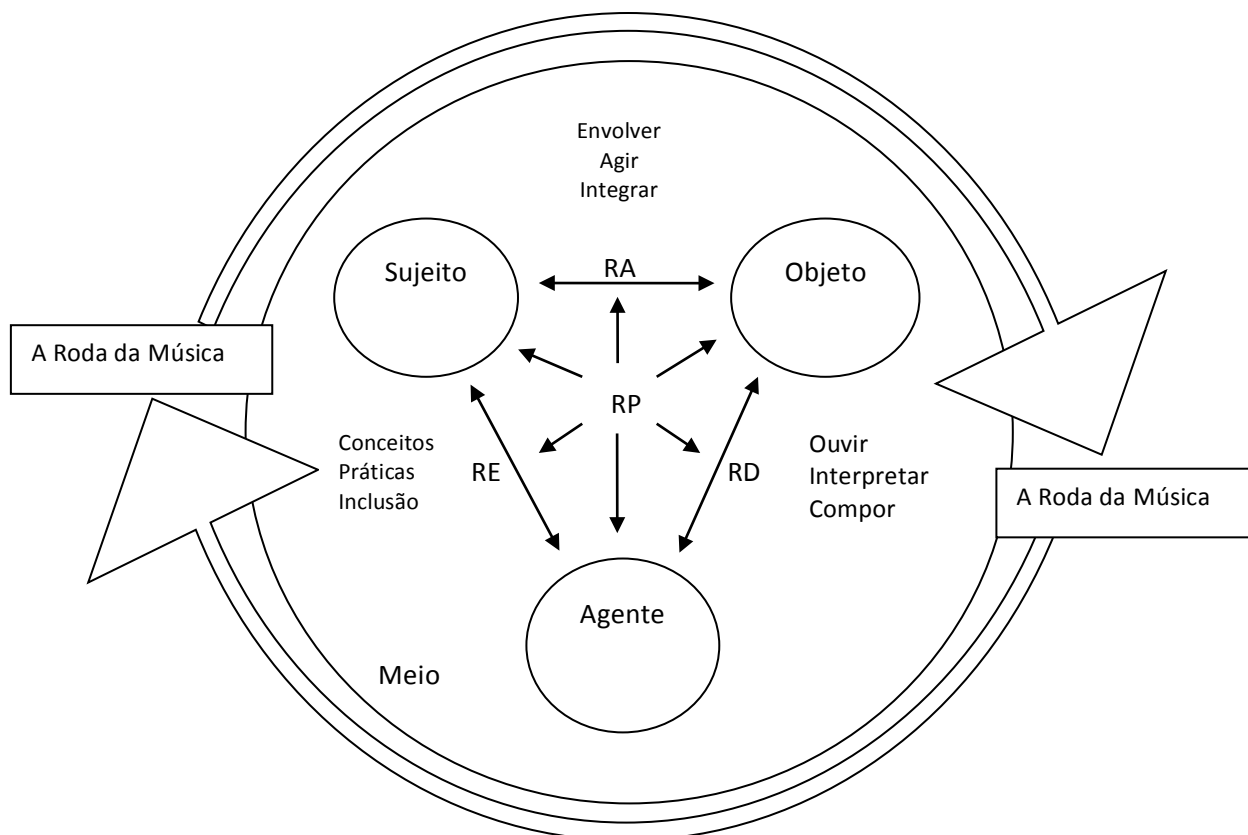 Envolver
Agir
Integrar
Sujeito
RA
Objeto
A Roda da Música
RP
Conceitos
Práticas
Inclusão
RE
RD
Ouvir
Interpretar
Compor
A Roda da Música
Agente
Meio